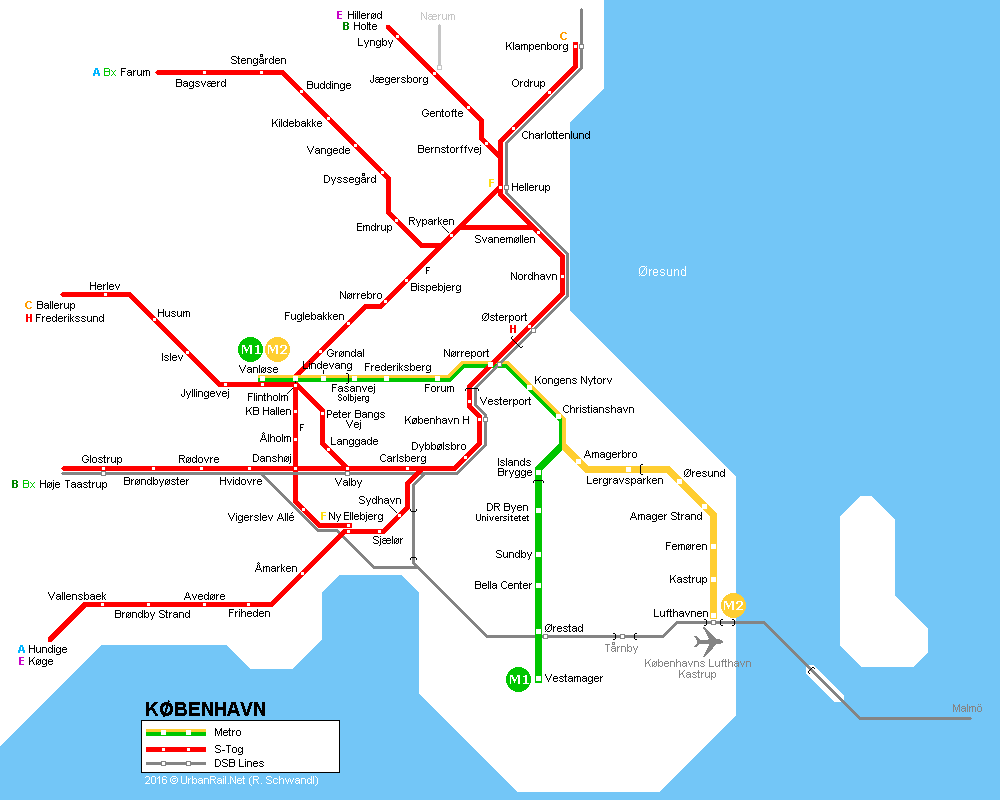 E Hillerød
B Holte
Nærum
C
Klampenborg
Lyngby
Stengården
A Bx Farum
Bagsværd
Jægersborg
Ordrup
Buddinge
Gentofte
Kildebakke
Charlottenlund
Vangede
Bernstorffvej
Dyssegård
F
Hellerup
Emdrup
Ryparken
Svanemøllen
F
Øresund
Nordhavn
Herlev
Bispebjerg
Nørrebro
C Ballerup
H Frederikssund
Husum
Fuglebakken
Østerport
H
M1 M2
Islev
Grøndal
Nørreport
Vanløse
Lindevang
Frederiksberg
Jyllingevej
Fasanvej
Solbjerg
Forum
Kongens Nytorv
Flintholm
KB Hallen
Peter Bangs
Vej
København H
Vesterport
Christianshavn
F
Ålholm
Langgade
Dybbølsbro
Amagerbro
Glostrup
Rødovre
Danshøj
Carlsberg
Islands
Brygge
Øresund
B Bx Høje Taastrup
Brøndbyøster
Hvidovre
Valby
Lergravsparken
Sydhavn
DR Byen
Universitetet
Amager Strand
Vigerslev Allé
F Ny Ellebjerg
Sjælør
Femøren
Sundby
Åmarken
Kastrup
Bella Center
Vallensbaek
Avedøre
Brøndby Strand
Friheden
Lufthavnen
M2
Ørestad
Tårnby
A Hundige
E Køge
Københavns Lufthavn
Kastrup
M1
Vestamager
Malmö
KØBENHAVN
Metro
S-Tog
DSB Lines
2016 © UrbanRail.Net (R. Schwandl)